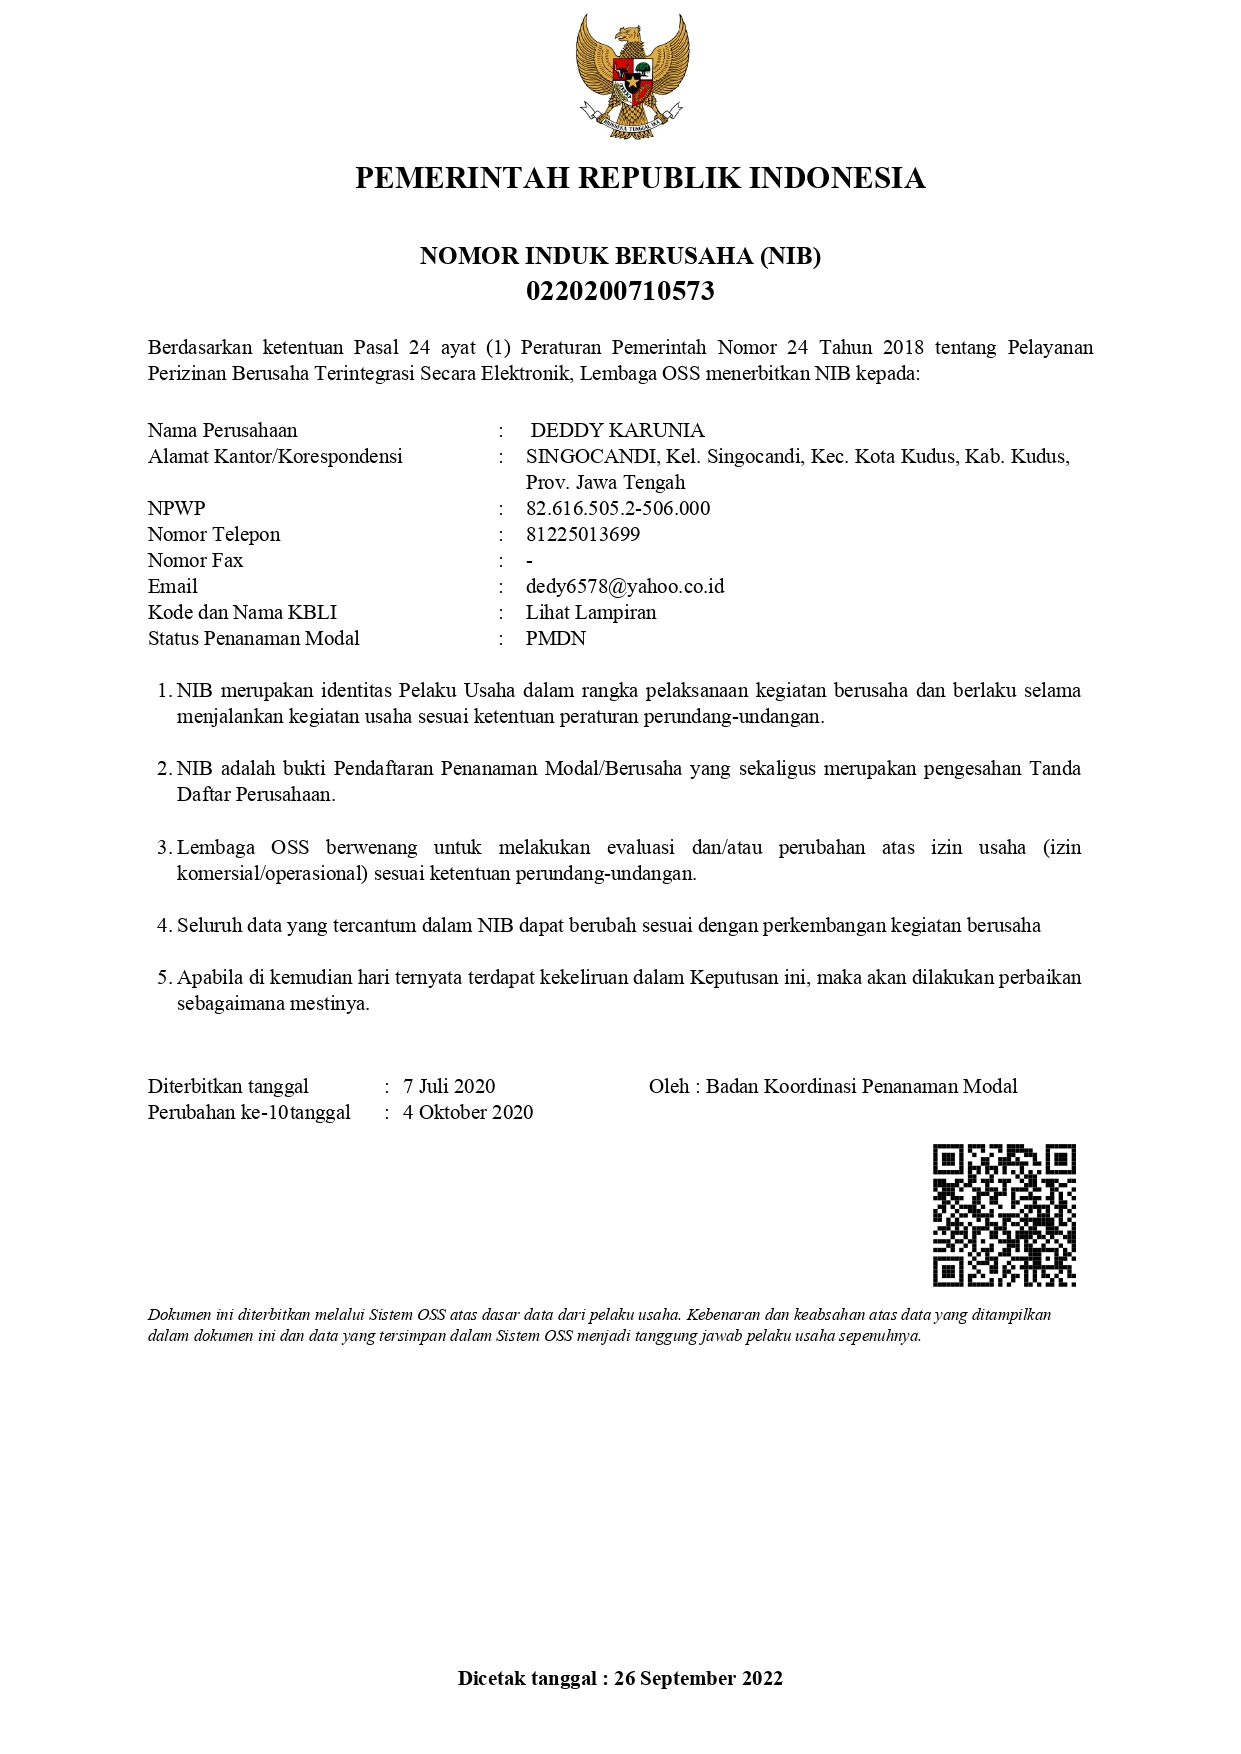 PEMERINTAH REPUBLIK INDONESIA
NOMOR INDUK BERUSAHA (NIB)
0220200710573
Berdasarkan ketentuan Pasal 24 ayat (1) Peraturan Pemerintah Nomor 24 Tahun 2018 tentang Pelayanan
Perizinan Berusaha Terintegrasi Secara Elektronik, Lembaga OSS menerbitkan NIB kepada:
Nama Perusahaan : DEDDY KARUNIA
Alamat Kantor/Korespondensi : SINGOCANDI, Kel. Singocandi, Kec. Kota Kudus, Kab. Kudus,
Prov. Jawa Tengah
NPWP : 82.616.505.2-506.000
Nomor Telepon : 81225013699
Nomor Fax : -
Email : dedy6578@yahoo.co.id
Kode dan Nama KBLI : Lihat Lampiran
Status Penanaman Modal : PMDN
1. NIB merupakan identitas Pelaku Usaha dalam rangka pelaksanaan kegiatan berusaha dan berlaku selama
menjalankan kegiatan usaha sesuai ketentuan peraturan perundang-undangan.
2. NIB adalah bukti Pendaftaran Penanaman Modal/Berusaha yang sekaligus merupakan pengesahan Tanda
Daftar Perusahaan.
3. Lembaga OSS berwenang untuk melakukan evaluasi dan/atau perubahan atas izin usaha (izin
komersial/operasional) sesuai ketentuan perundang-undangan.
4. Seluruh data yang tercantum dalam NIB dapat berubah sesuai dengan perkembangan kegiatan berusaha
5. Apabila di kemudian hari ternyata terdapat kekeliruan dalam Keputusan ini, maka akan dilakukan perbaikan
sebagaimana mestinya.
Diterbitkan tanggal : 7 Juli 2020 Oleh : Badan Koordinasi Penanaman Modal
Perubahan ke-10tanggal : 4 Oktober 2020
Dokumen ini diterbitkan melalui Sistem OSS atas dasar data dari pelaku usaha. Kebenaran dan keabsahan atas data yang ditampilkan
dalam dokumen ini dan data yang tersimpan dalam Sistem OSS menjadi tanggung jawab pelaku usaha sepenuhnya.
Dicetak tanggal : 26 September 2022